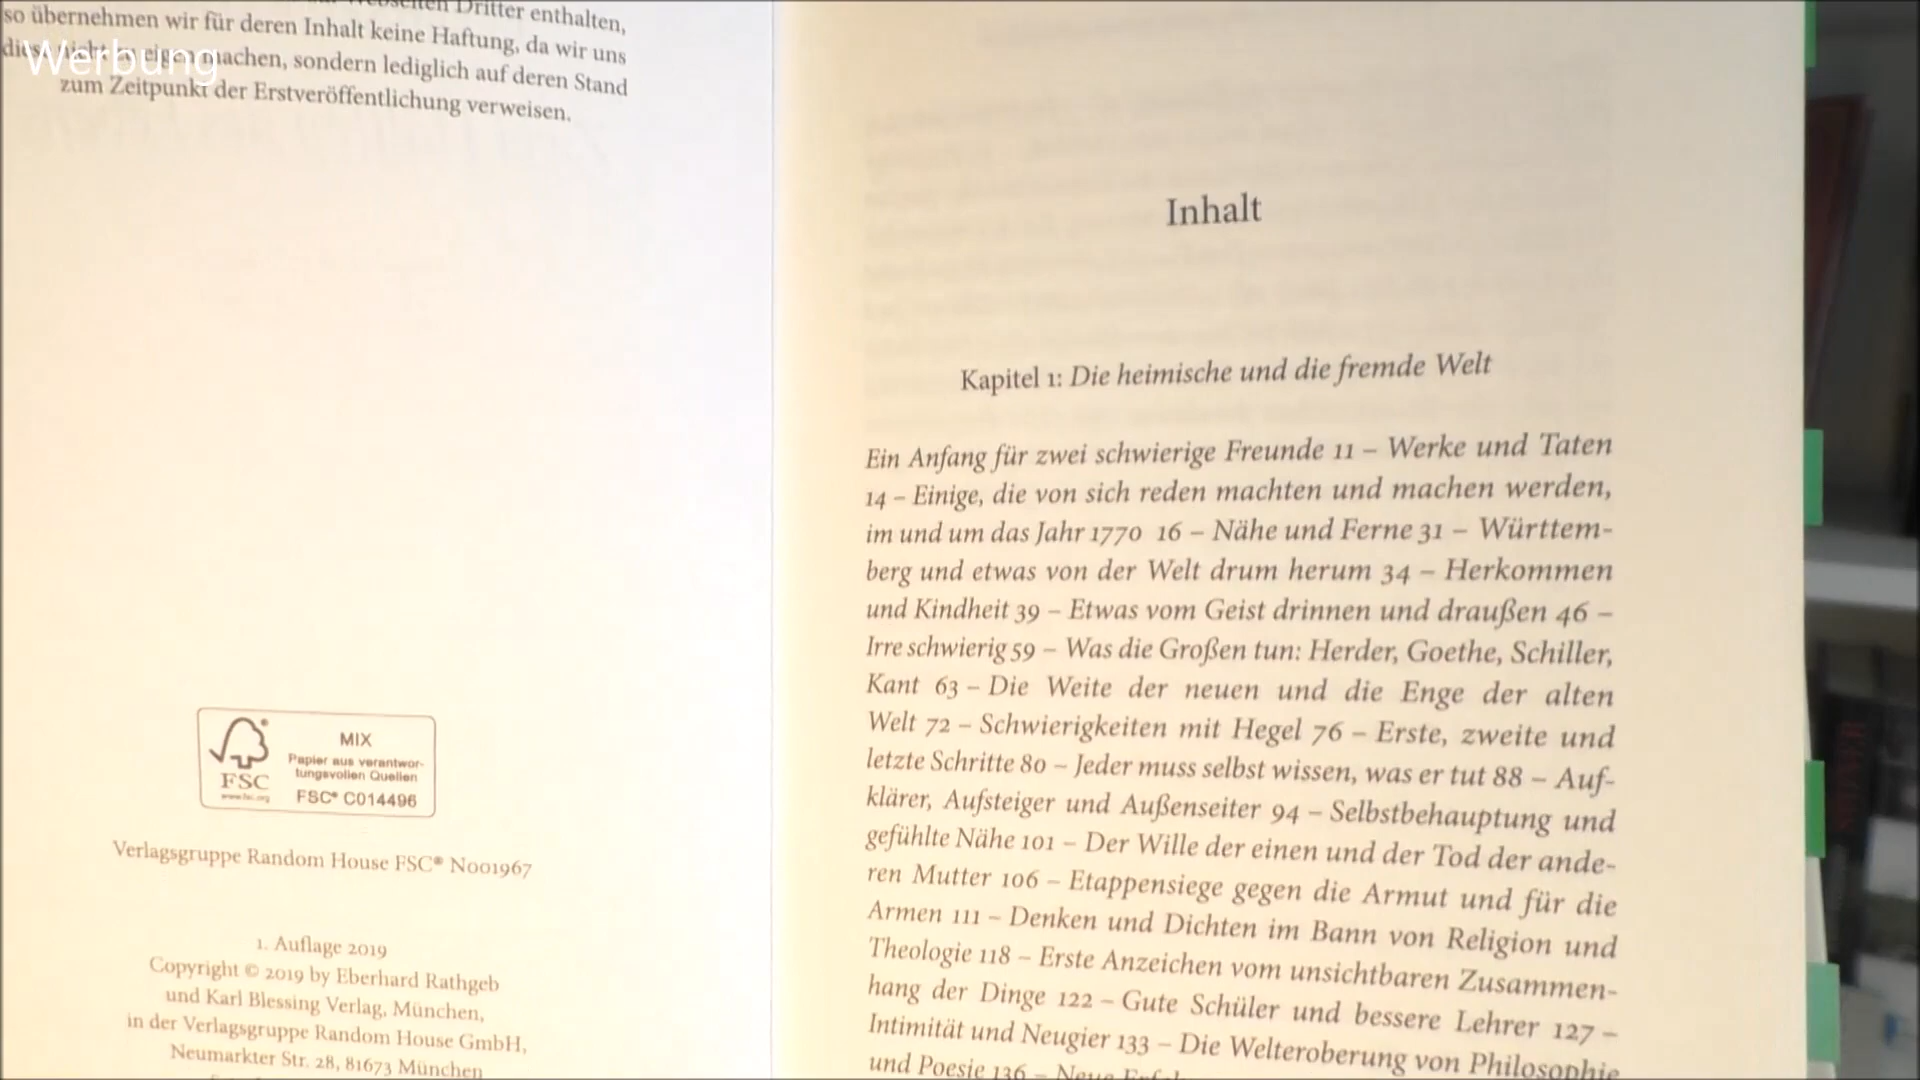 Webseiten Dritter enthalten,
so übernehmen wir für deren Inhalt keine Haftung, da wir uns
diese nicht zu eigen machen, sondern lediglich auf deren Stand
zum Zeitpunkt der Erstveröffentlichung verweisen.
Werbung
MIX
Papier aus verantwor-
tungsvollen Quellen
FSC® C014496
FSC
www.fsc.org
Verlagsgruppe Random House FSC® N001967
1. Auflage 2019
Copyright © 2019 by Eberhard Rathgeb
und Karl Blessing Verlag, München,
in der Verlagsgruppe Random House GmbH,
Neumarkter Str. 28, 81673 München
Inhalt
Kapitel 1: Die heimische und die fremde Welt
Ein Anfang für zwei schwierige Freunde 11 – Werke und Taten
14 – Einige, die von sich reden machten und machen werden,
im und um das Jahr 1770 16 – Nähe und Ferne 31 – Württem-
berg und etwas von der Welt drum herum 34 – Herkommen
und Kindheit 39 – Etwas vom Geist drinnen und draußen 46 –
Irre schwierig 59 – Was die Großen tun: Herder, Goethe, Schiller,
Kant 63 – Die Weite der neuen und die Enge der alten
Welt 72 – Schwierigkeiten mit Hegel 76 – Erste, zweite und
letzte Schritte 80 – Jeder muss selbst wissen, was er tut 88 – Auf-
klärer, Aufsteiger und Außenseiter 94 – Selbstbehauptung und
gefühlte Nähe 101 – Der Wille der einen und der Tod der ande-
ren Mutter 106 – Etappensiege gegen die Armut und für die
Armen 111 – Denken und Dichten im Bann von Religion und
Theologie 118 – Erste Anzeichen vom unsichtbaren Zusammen-
hang der Dinge 122 – Gute Schüler und bessere Lehrer 127 –
Intimität und Neugier 133 – Die Welteroberung von Philosophie
und Poesie 136 – Neue